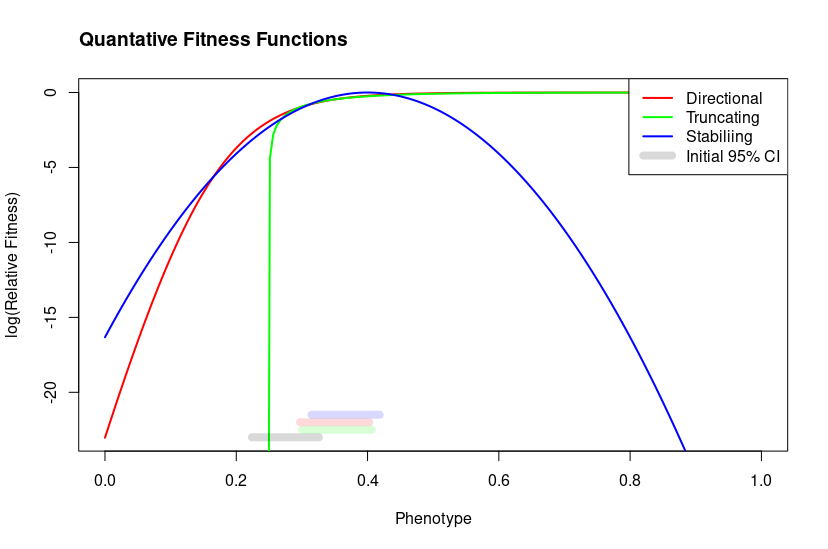 Quantative Fitness Functions
log(Relative Fitness)
0
-5
-10
-15
-20
Directional
Truncating
Stabiliing
Initial 95% CI
0.0 0.2 0.4 0.6 0.8 1.0
Phenotype